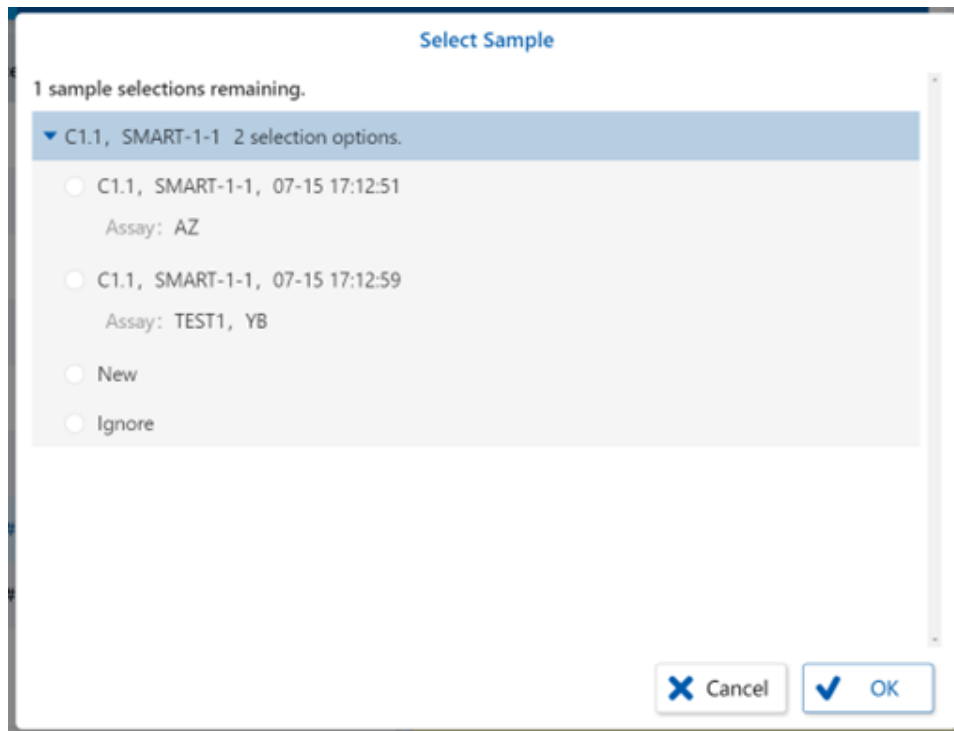 Select Sample
1 sample selections remaining.
C1.1, SMART-1-1 2 selection options.
C1.1, SMART-1-1, 07-15 17:12:51
Assay: AZ
C1.1, SMART-1-1, 07-15 17:12:59
Assay: TEST1, YB
New
Ignore
Cancel OK